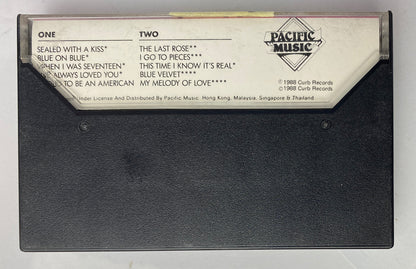 ONE
SEALED WITH A KISS*
BLUE ON BLUE*
WHEN I WAS SEVENTEEN*
ALWAYS LOVED YOU*
TO BE AN AMERICAN
TWO
THE LAST ROSE**
I GO TO PIECES***
THIS TIME I KNOW IT'S REAL*
BLUE VELVET****
MY MELODY OF LOVE****
PACIFIC
MUSIC
℗1988 Curb Records
©1988 Curb Records
Under License And Distributed By Pacific Music: Hong Kong, Malaysia, Singapore & Thailand